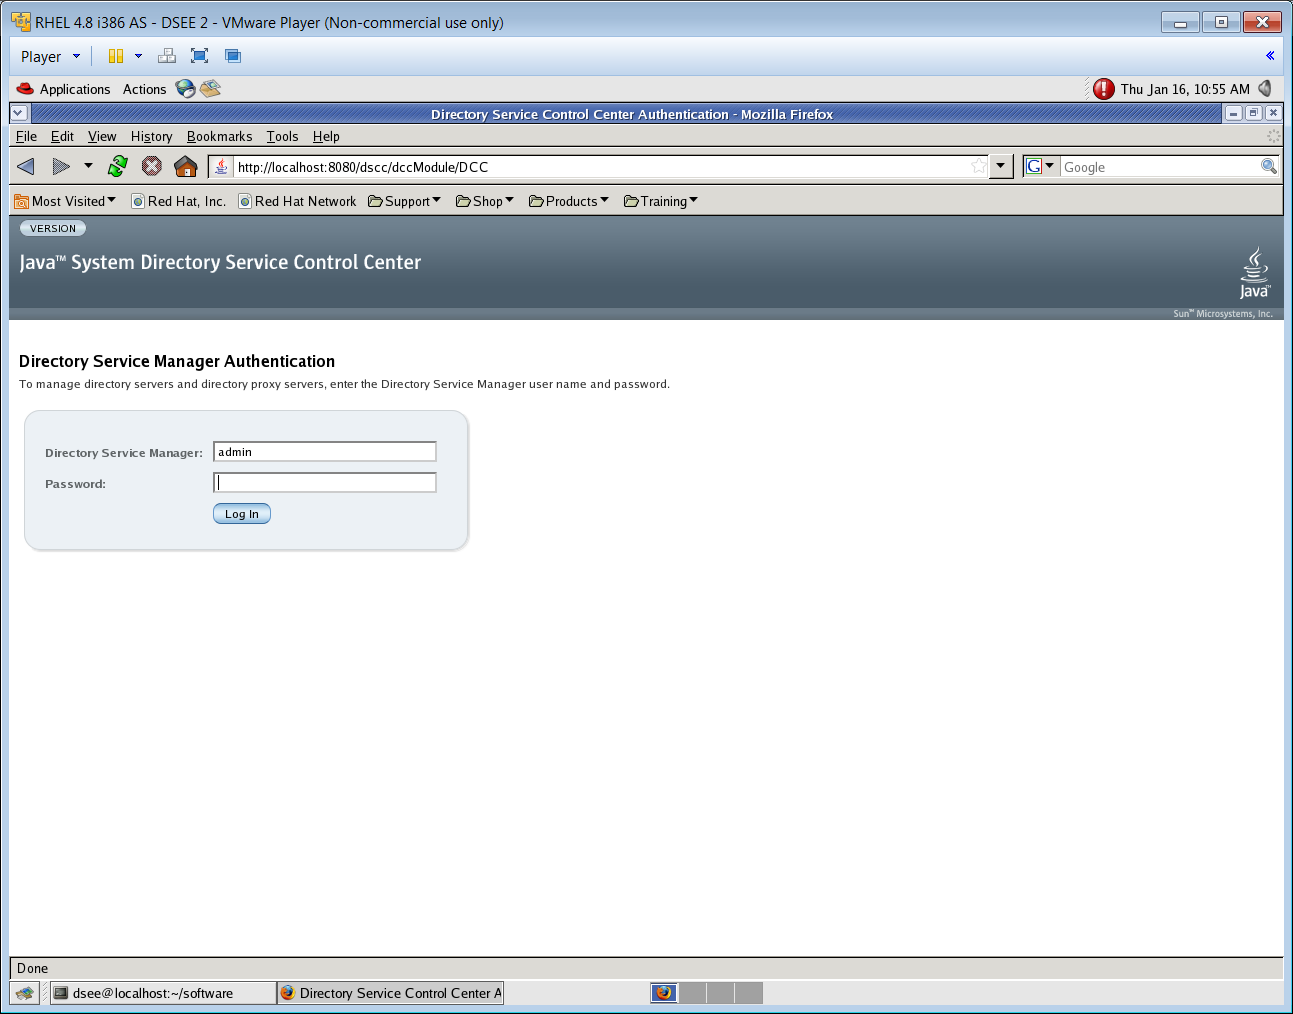 RHEL 4.8 i386 AS - DSEE 2 - VMware Player (Non-commercial use only)
Player
Applications Actions Thu Jan 16, 10:55 AM
Directory Service Control Center Authentication - Mozilla Firefox
File Edit View History Bookmarks Tools Help
http://localhost:8080/dscc/dccModule/DCC G Google
Most Visited Red Hat, Inc. Red Hat Network Support Shop Products Training
VERSION
Java™ System Directory Service Control Center
Java™
Sun™ Microsystems, Inc.
Directory Service Manager Authentication
To manage directory servers and directory proxy servers, enter the Directory Service Manager user name and password.
Directory Service Manager: admin
Password:
Log In
Done
dsee@localhost:~/software Directory Service Control Center A